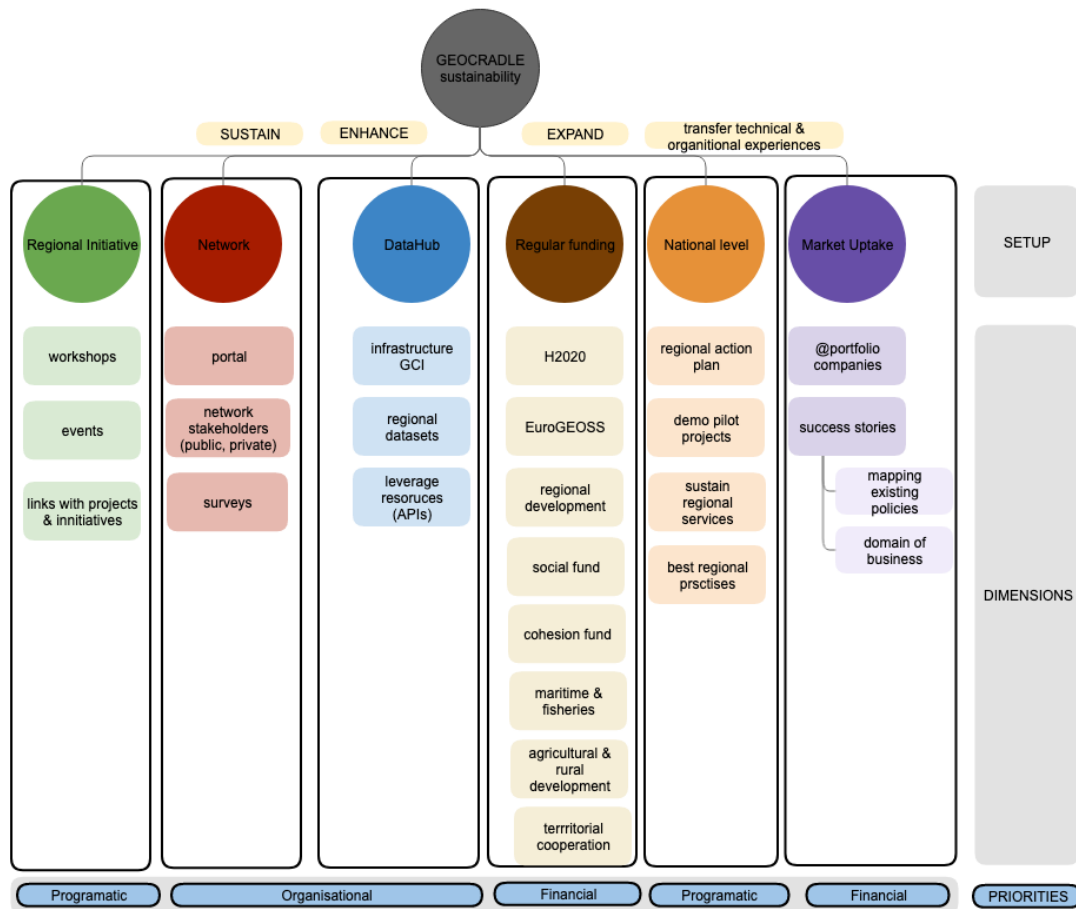 GEOCRADLE
sustainability
SUSTAIN
ENHANCE
EXPAND
transfer technical &
organitional experiences
Regional Initiative
Network
DataHub
Regular funding
National level
Market Uptake
SETUP
workshops
events
links with projects
& innitiatives
portal
network
stakeholders
(public, private)
surveys
infrastructure
GCI
regional
datasets
leverage
resoruces
(APIs)
H2020
EuroGEOSS
regional
development
social fund
cohesion fund
maritime &
fisheries
agricultural &
rural
development
terrritorial
cooperation
regional action
plan
demo pilot
projects
sustain
regional
services
best regional
prsctises
@portfolio
companies
success stories
mapping
existing
policies
domain of
business
DIMENSIONS
Programatic
Organisational
Financial
Programatic
Financial
PRIORITIES